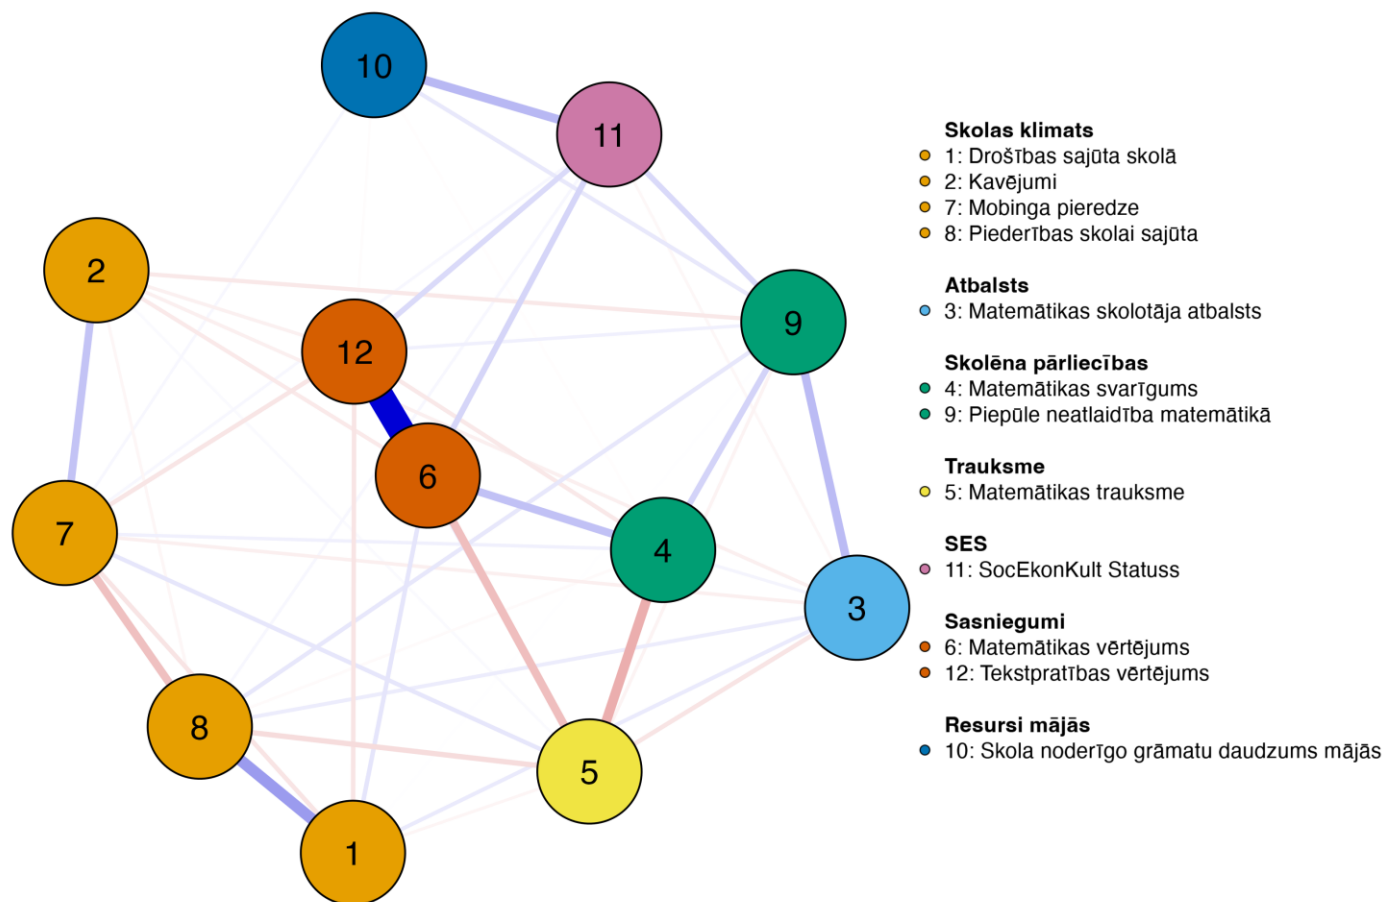 10
11
2
12
9
6
7
4
3
8
5
1
Skolas klimats
1: Drošības sajūta skolā
2: Kavējumi
7: Mobinga pieredze
8: Piederības skolai sajūta
Atbalsts
3: Matemātikas skolotāja atbalsts
Skolēna pārliecības
4: Matemātikas svarīgums
9: Piepūle neatlaidība matemātikā
Trauksme
5: Matemātikas trauksme
SES
11: SocEkonKult Statuss
Sasniegumi
6: Matemātikas vērtējums
12: Tekstpratības vērtējums
Resursi mājās
10: Skola noderīgo grāmatu daudzums mājās